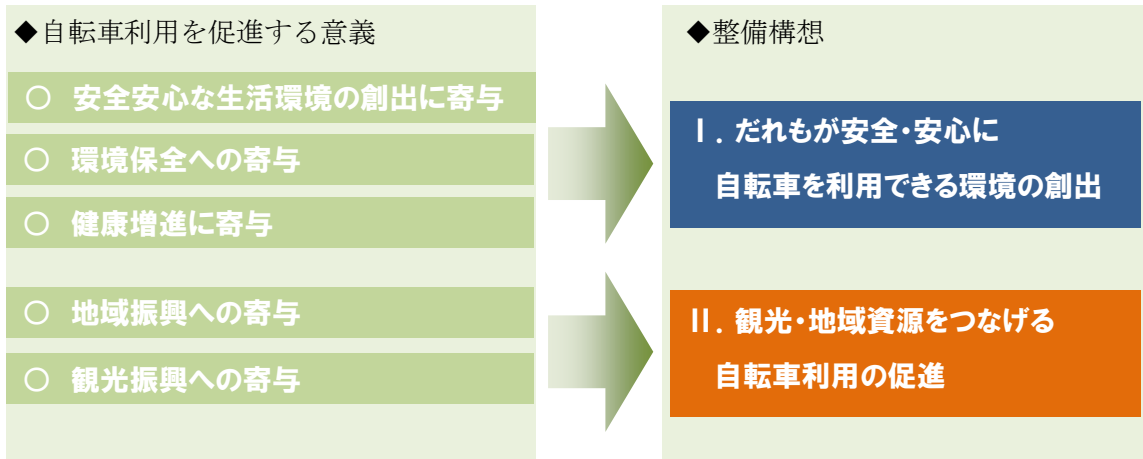 ◆自転車利用を促進する意義
○ 安全安心な生活環境の創出に寄与
○ 環境保全への寄与
○ 健康増進に寄与
○ 地域振興への寄与
○ 観光振興への寄与
◆整備構想
Ⅰ. だれもが安全・安心に
自転車を利用できる環境の創出
Ⅱ. 観光・地域資源をつなげる
自転車利用の促進